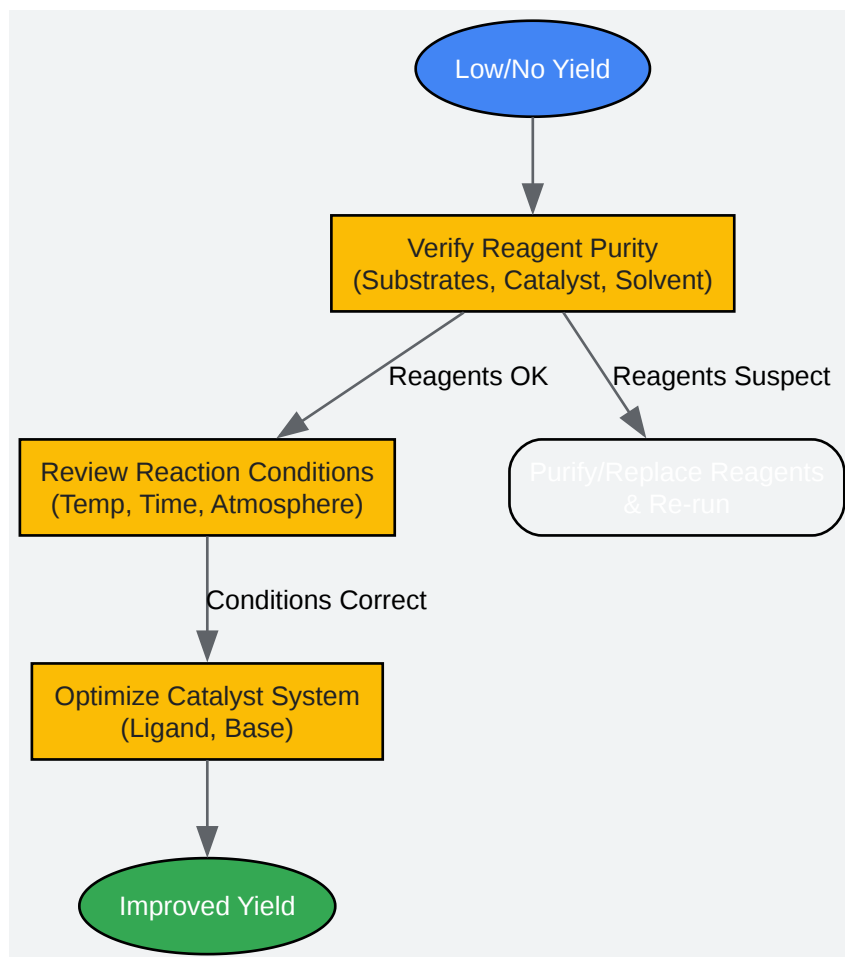 Low/No Yield
Verify Reagent Purity
(Substrates, Catalyst, Solvent)
Reagents OK
Reagents Suspect
Review Reaction Conditions
(Temp, Time, Atmosphere)
Purify/Replace Reagents
& Re-run
Conditions Correct
Optimize Catalyst System
(Ligand, Base)
Improved Yield